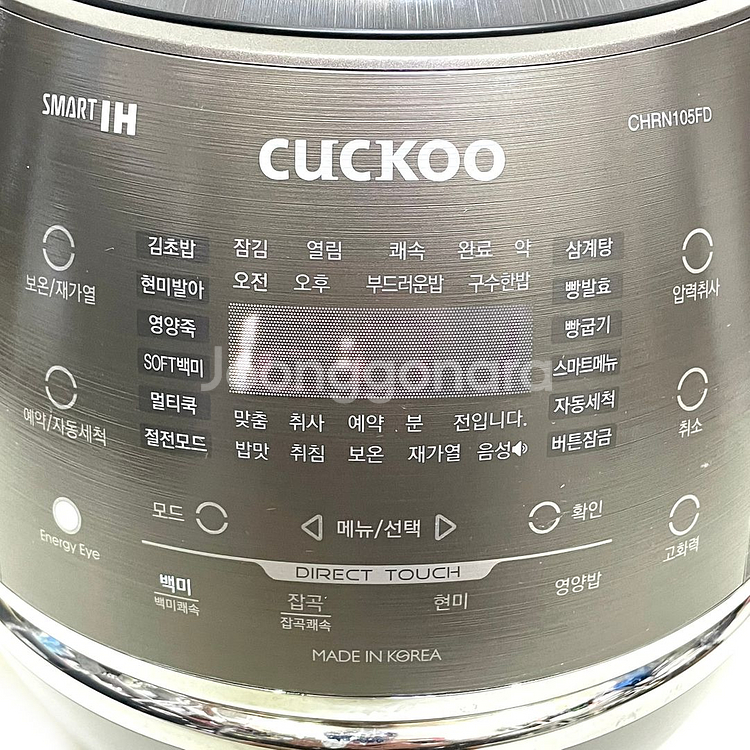 SMART IH
CHRN105FD
CUCKOO
보온/재가열
김초밥
잠김 열림 쾌속 완료 약
삼계탕
압력취사
현미발아
오전 오후 부드러운밥 구수한밥
빵발효
영양죽
빵굽기
SOFT백미
Joonggonara
스마트메뉴
예약/자동세척
멀티쿡
맞춤 취사 예약 분 전입니다.
자동세척
취소
절전모드
밥맛 취침 보온 재가열 음성
버튼잠금
Energy Eye
모드
메뉴/선택
확인
고화력
DIRECT TOUCH
백미
백미쾌속
잡곡
잡곡쾌속
현미
영양밥
MADE IN KOREA